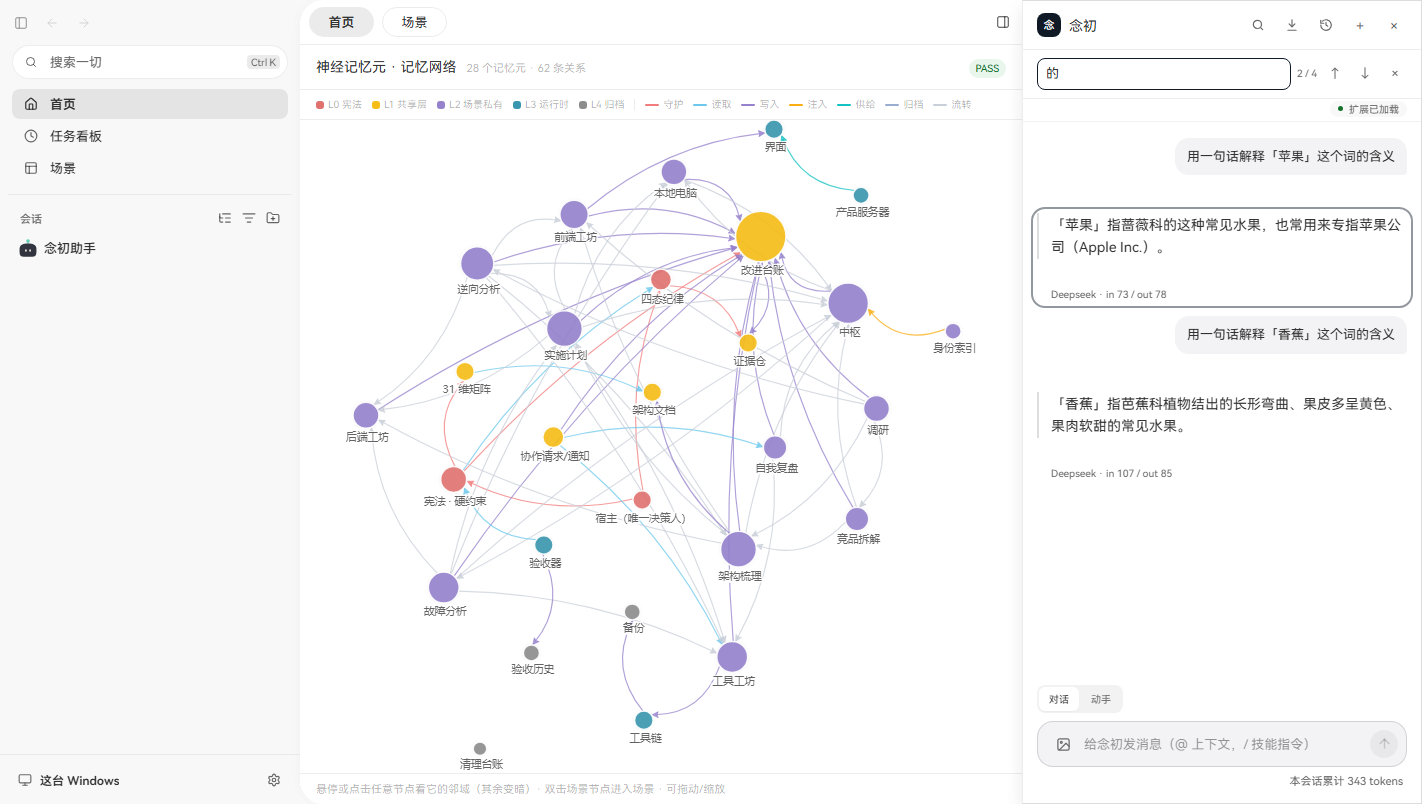 搜索一切
Ctrl K
首页
任务看板
场景
会话
念初助手
这台 Windows
首页
场景
神经记忆元 · 记忆网络
28 个记忆元 · 62 条关系
PASS
L0 宪法
L1 共享层
L2 场景私有
L3 运行时
L4 归档
守护
读取
写入
注入
供给
归档
流转
界面
本地电脑
产品服务器
前端工坊
改进台账
逆向分析
四态纪律
中枢
身份索引
实施计划
证据仓
31 维矩阵
架构文档
后端工坊
调研
协作请求/通知
自我复盘
宪法 · 硬约束
宿主（唯一决策人）
竞品拆解
验收器
架构梳理
故障分析
备份
验收历史
工具工坊
工具链
清理台账
悬停或点击任意节点看它的邻域（其余变暗）· 双击场景节点进入场景 · 可拖动/缩放
念
念初
的
2 / 4
扩展已加载
用一句话解释「苹果」这个词的含义
「苹果」指蔷薇科的这种常见水果，也常用来专指苹果公
司（Apple Inc.）。
Deepseek · in 73 / out 78
用一句话解释「香蕉」这个词的含义
「香蕉」指芭蕉科植物结出的长形弯曲、果皮多呈黄色、
果肉软甜的常见水果。
Deepseek · in 107 / out 85
对话
动手
给念初发消息（@ 上下文，/ 技能指令）
本会话累计 343 tokens